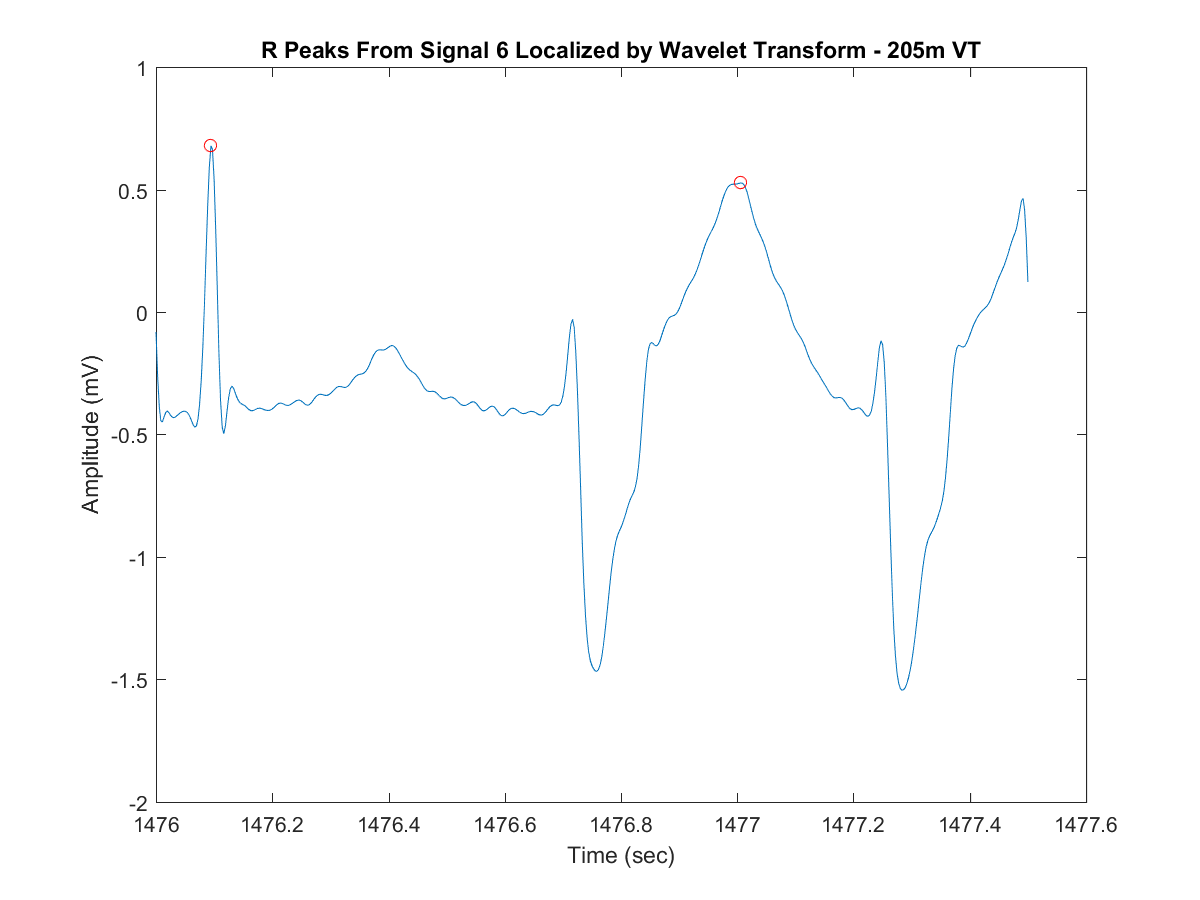 R Peaks From Signal 6 Localized by Wavelet Transform - 205m VT
1
0.5
0
-0.5
-1
-1.5
-2
Amplitude (mV)
1476 1476.2 1476.4 1476.6 1476.8 1477 1477.2 1477.4 1477.6
Time (sec)